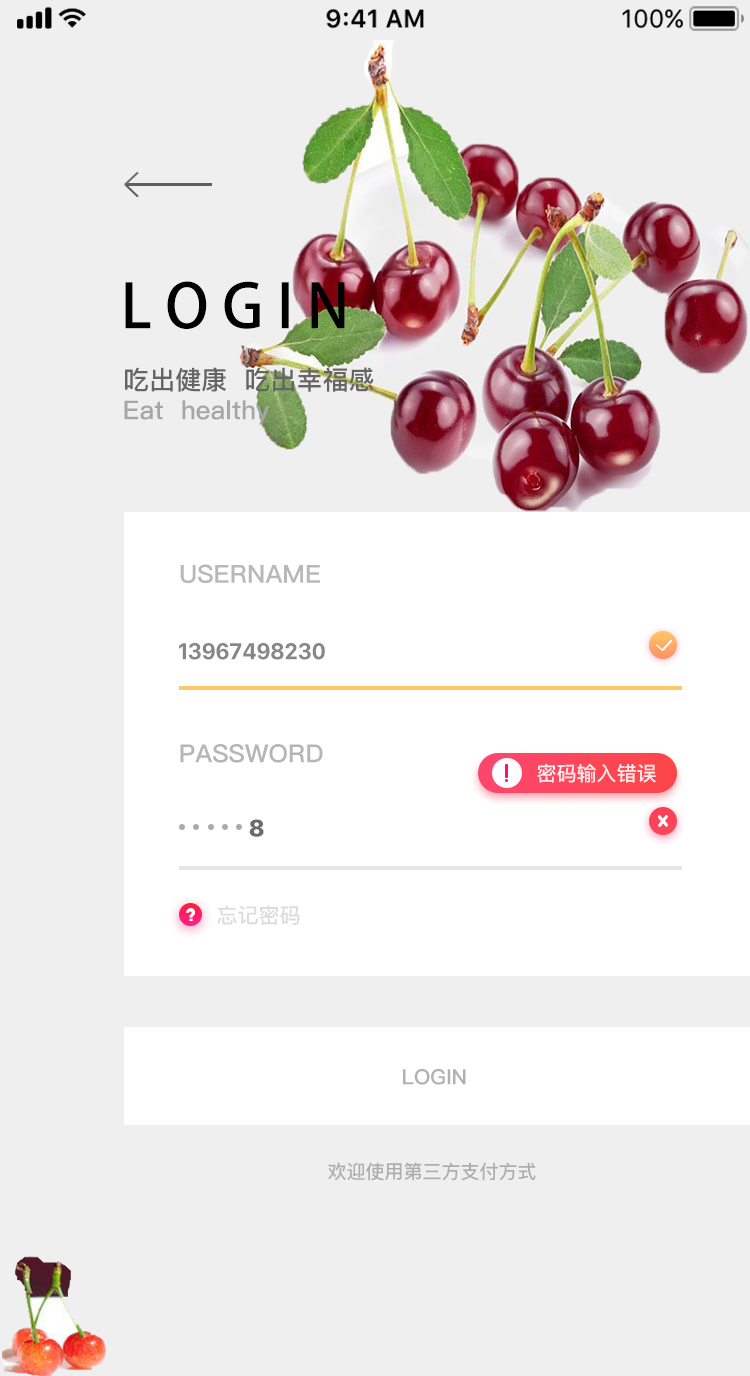 9:41 AM 100%
LOGIN
吃出健康 吃出幸福感
Eat healthy
USERNAME
13967498230
PASSWORD
密码输入错误
•••••8
忘记密码
LOGIN
欢迎使用第三方支付方式